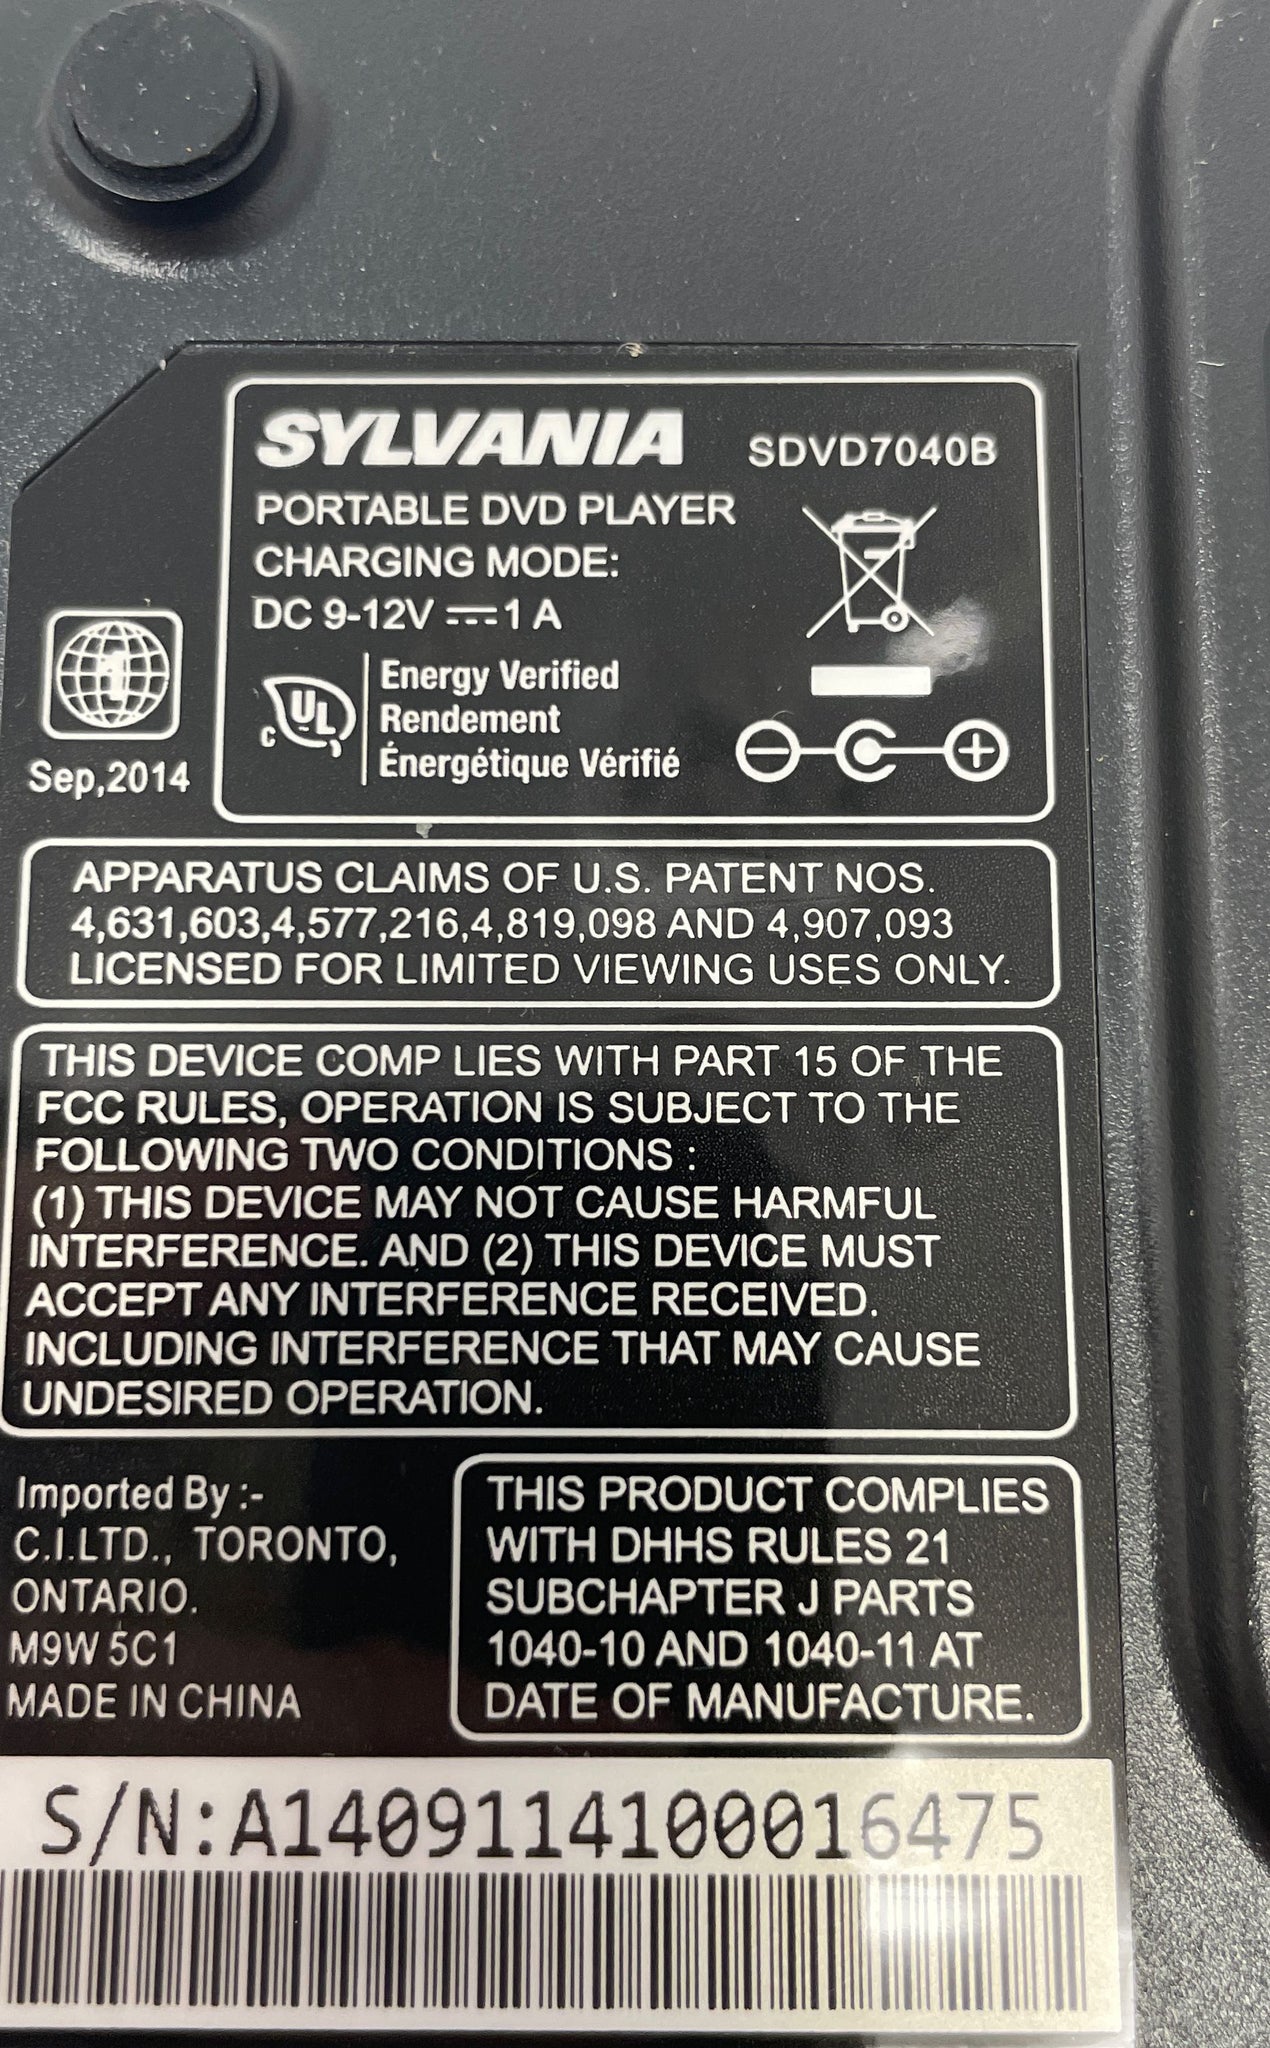 SYLVANIA SDVD7040B
PORTABLE DVD PLAYER
CHARGING MODE:
DC 9-12V ⎓ 1 A
1
Sep,2014
C UL
Energy Verified
Rendement
Énergétique Vérifié
APPARATUS CLAIMS OF U.S. PATENT NOS.
4,631,603,4,577,216,4,819,098 AND 4,907,093
LICENSED FOR LIMITED VIEWING USES ONLY.
THIS DEVICE COMP LIES WITH PART 15 OF THE
FCC RULES, OPERATION IS SUBJECT TO THE
FOLLOWING TWO CONDITIONS :
(1) THIS DEVICE MAY NOT CAUSE HARMFUL
INTERFERENCE. AND (2) THIS DEVICE MUST
ACCEPT ANY INTERFERENCE RECEIVED.
INCLUDING INTERFERENCE THAT MAY CAUSE
UNDESIRED OPERATION.
Imported By :-
C.I.LTD., TORONTO,
ONTARIO.
M9W 5C1
MADE IN CHINA
THIS PRODUCT COMPLIES
WITH DHHS RULES 21
SUBCHAPTER J PARTS
1040-10 AND 1040-11 AT
DATE OF MANUFACTURE.
S/N:A1409114100016475